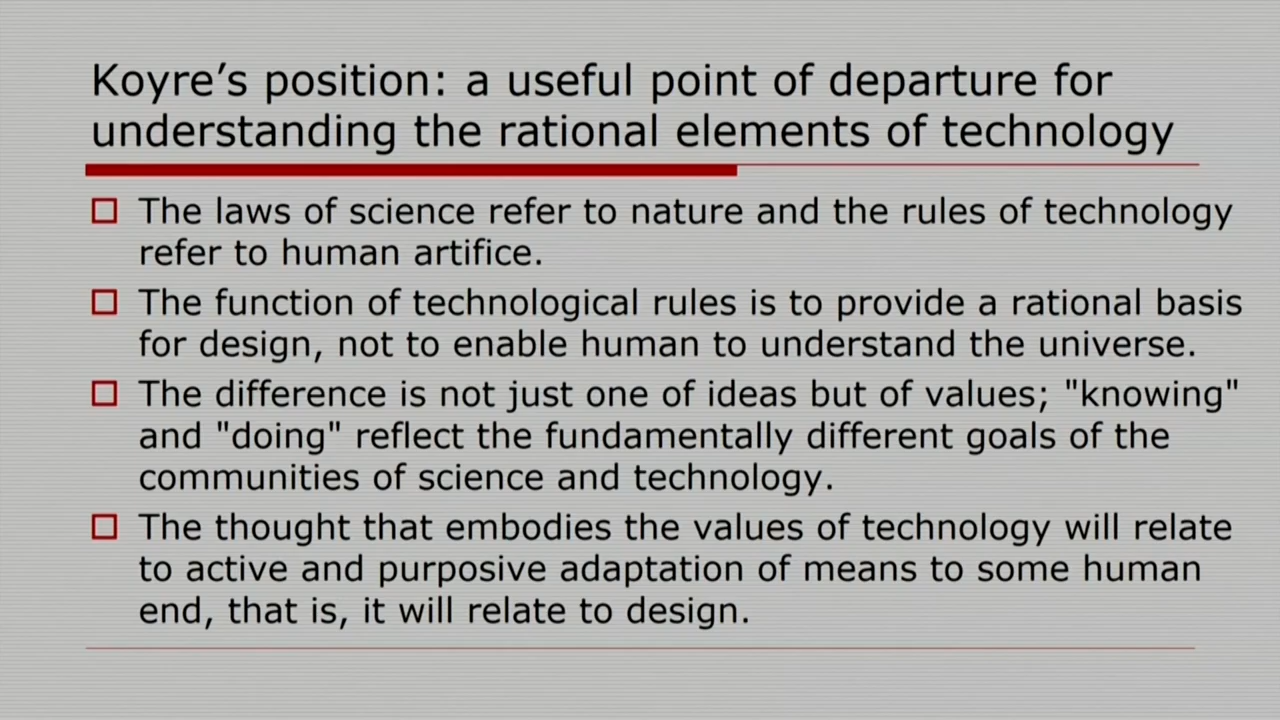 Koyre’s position: a useful point of departure for
understanding the rational elements of technology
The laws of science refer to nature and the rules of technology
refer to human artifice.
The function of technological rules is to provide a rational basis
for design, not to enable human to understand the universe.
The difference is not just one of ideas but of values; "knowing"
and "doing" reflect the fundamentally different goals of the
communities of science and technology.
The thought that embodies the values of technology will relate
to active and purposive adaptation of means to some human
end, that is, it will relate to design.